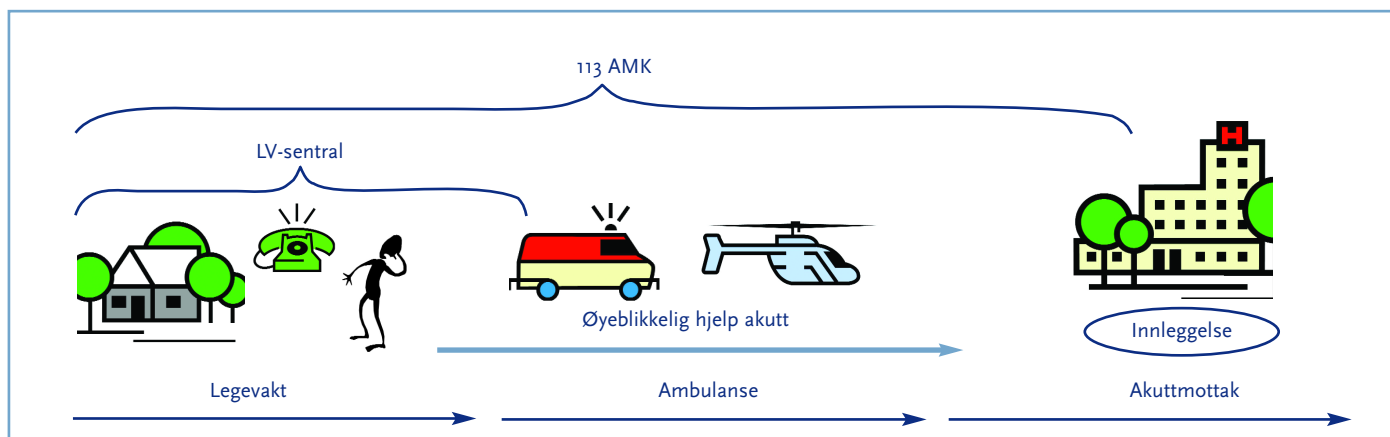 113 AMK
LV-sentral
H
Øyeblikkelig hjelp akutt
Innleggelse
Legevakt
Ambulanse
Akuttmottak